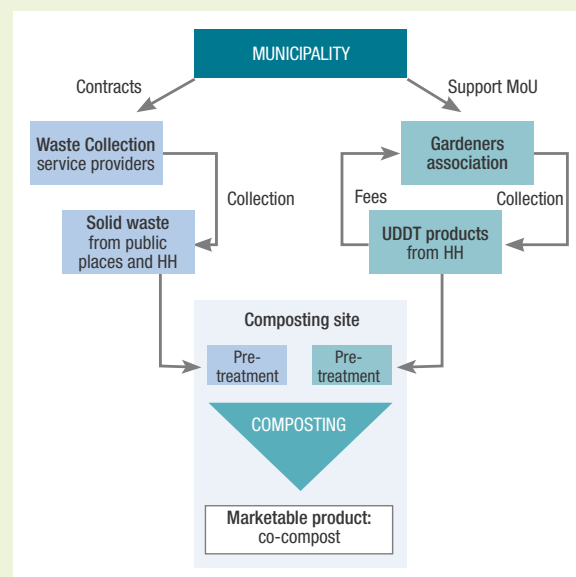 MUNICIPALITY
Contracts
Support MoU
Waste Collection
service providers
Gardeners
association
Collection
Fees
Collection
Solid waste
from public
places and HH
UDDT products
from HH
Composting site
Pre-
treatment
Pre-
treatment
COMPOSTING
Marketable product:
co-compost